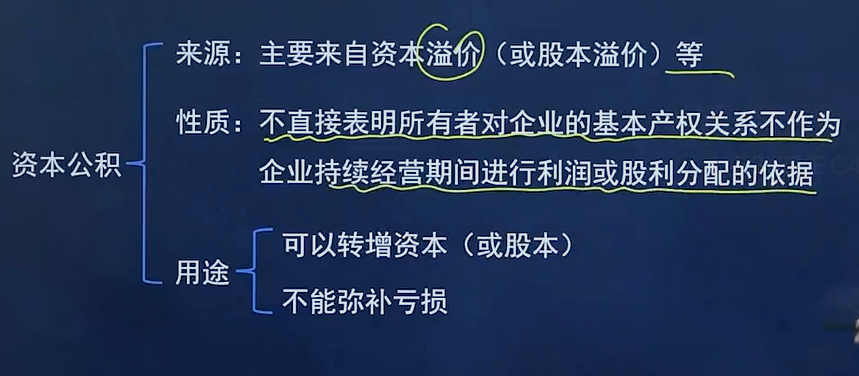 来源：主要来自资本溢价（或股本溢价）等
性质：不直接表明所有者对企业的基本产权关系不作为
企业持续经营期间进行利润或股利分配的依据
资本公积
用途
可以转增资本（或股本）
不能弥补亏损